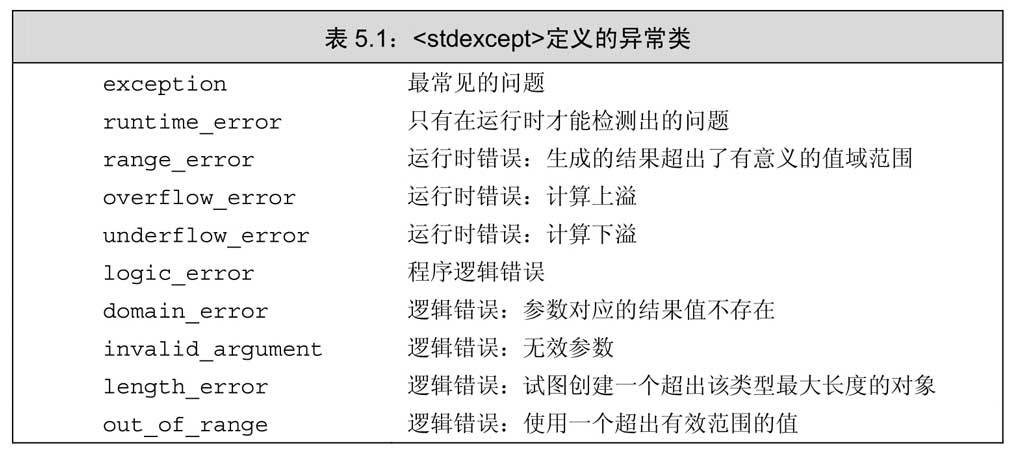 表 5.1：<stdexcept>定义的异常类
exception 最常见的问题
runtime_error 只有在运行时才能检测出的问题
range_error 运行时错误：生成的结果超出了有意义的值域范围
overflow_error 运行时错误：计算上溢
underflow_error 运行时错误：计算下溢
logic_error 程序逻辑错误
domain_error 逻辑错误：参数对应的结果值不存在
invalid_argument 逻辑错误：无效参数
length_error 逻辑错误：试图创建一个超出该类型最大长度的对象
out_of_range 逻辑错误：使用一个超出有效范围的值